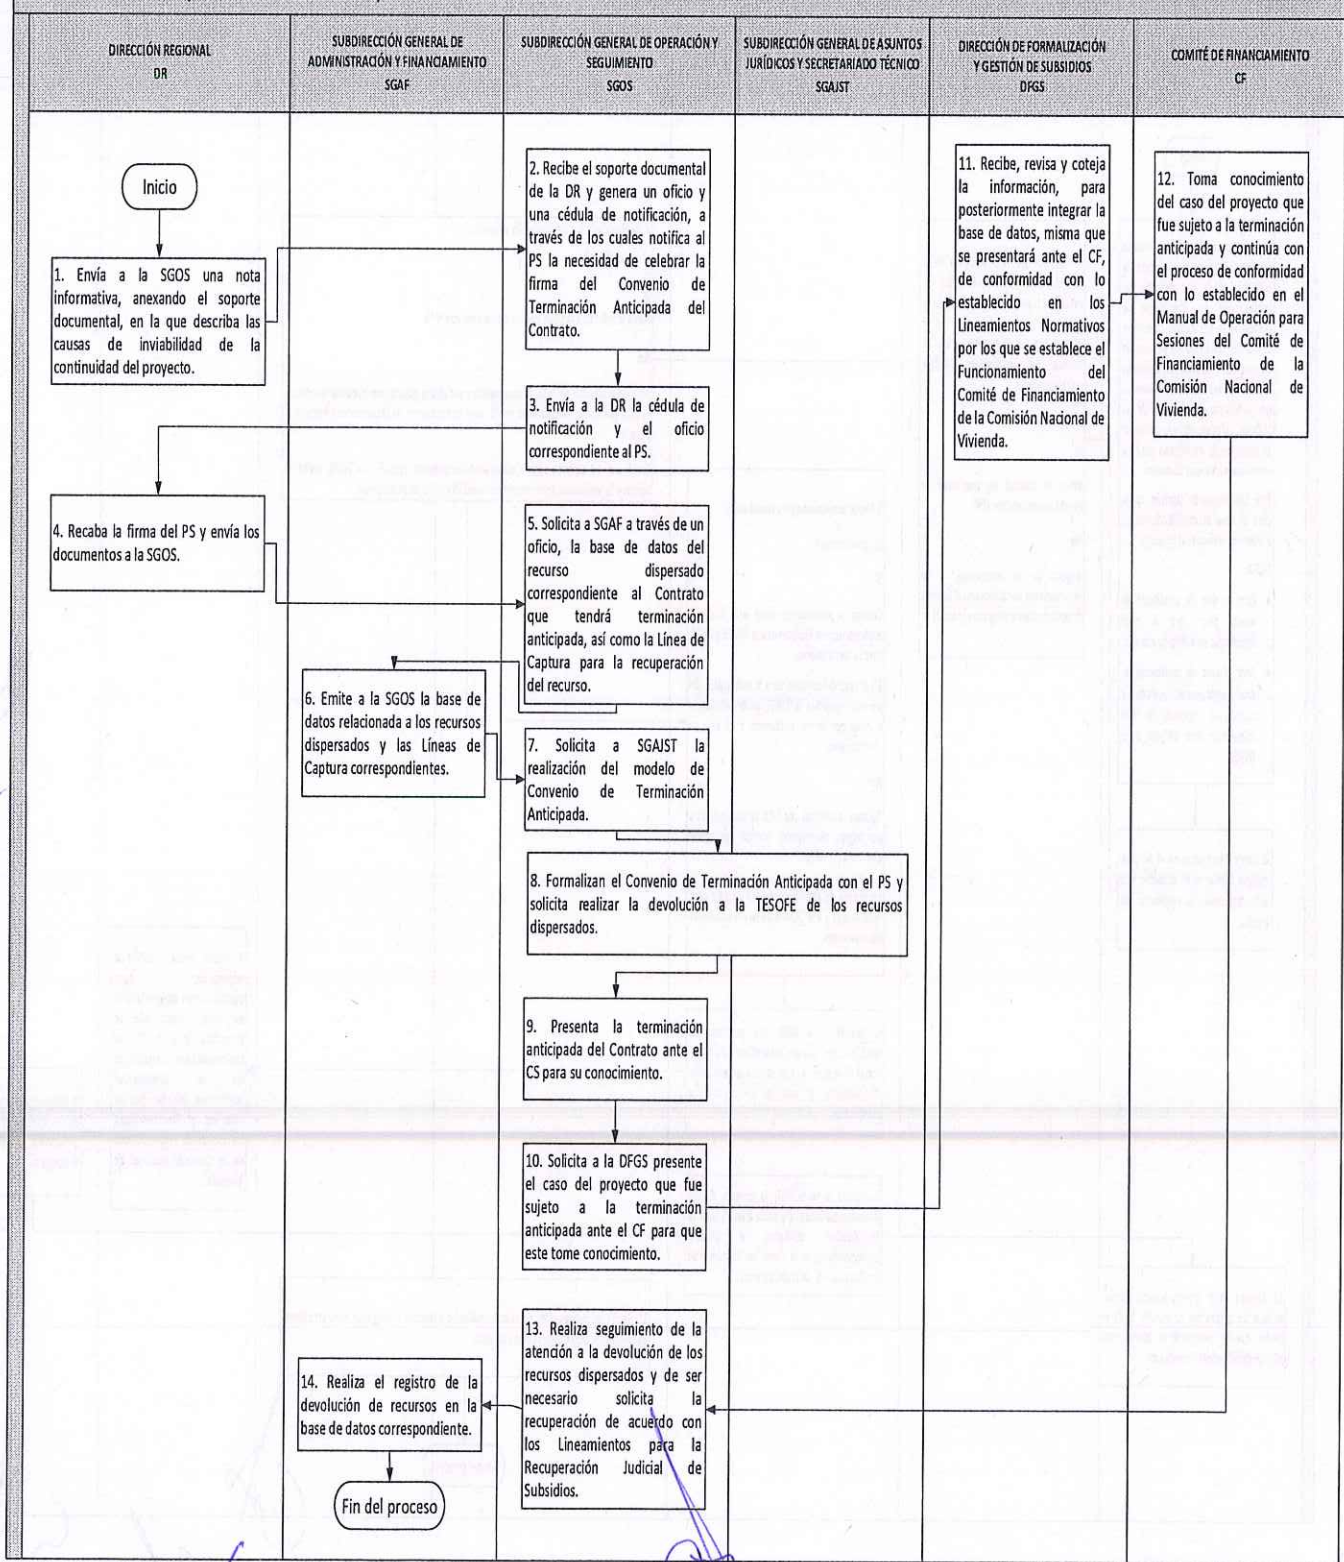 DIRECCIÓN REGIONAL
DR
SUBDIRECCIÓN GENERAL DE
ADMINISTRACIÓN Y FINANCIAMIENTO
SGAF
SUBDIRECCIÓN GENERAL DE OPERACIÓN Y
SEGUIMIENTO
SGOS
SUBDIRECCIÓN GENERAL DE ASUNTOS
JURÍDICOS Y SECRETARIADO TÉCNICO
SGAJST
DIRECCIÓN DE FORMALIZACIÓN
Y GESTIÓN DE SUBSIDIOS
DFGS
COMITÉ DE FINANCIAMIENTO
CF
Inicio
1. Envía a la SGOS una nota
informativa, anexando el soporte
documental, en la que describa las
causas de inviabilidad de la
continuidad del proyecto.
2. Recibe el soporte documental
de la DR y genera un oficio y
una cédula de notificación, a
través de los cuales notifica al
PS la necesidad de celebrar la
firma del Convenio de
Terminación Anticipada del
Contrato.
3. Envía a la DR la cédula de
notificación y el oficio
correspondiente al PS.
4. Recaba la firma del PS y envía los
documentos a la SGOS.
5. Solicita a SGAF a través de un
oficio, la base de datos del
recurso dispersado
correspondiente al Contrato
que tendrá terminación
anticipada, así como la Línea de
Captura para la recuperación
del recurso.
6. Emite a la SGOS la base de
datos relacionada a los recursos
dispersados y las Líneas de
Captura correspondientes.
7. Solicita a SGAJST la
realización del modelo de
Convenio de Terminación
Anticipada.
8. Formalizan el Convenio de Terminación Anticipada con el PS y
solicita realizar la devolución a la TESOFE de los recursos
dispersados.
9. Presenta la terminación
anticipada del Contrato ante el
CS para su conocimiento.
10. Solicita a la DFGS presente
el caso del proyecto que fue
sujeto a la terminación
anticipada ante el CF para que
este tome conocimiento.
11. Recibe, revisa y coteja
la información, para
posteriormente integrar la
base de datos, misma que
se presentará ante el CF,
de conformidad con lo
establecido en los
Lineamientos Normativos
por los que se establece el
Funcionamiento del
Comité de Financiamiento
de la Comisión Nacional de
Vivienda.
12. Toma conocimiento
del caso del proyecto que
fue sujeto a la terminación
anticipada y continúa con
el proceso de conformidad
con lo establecido en el
Manual de Operación para
Sesiones del Comité de
Financiamiento de la
Comisión Nacional de
Vivienda.
13. Realiza seguimiento de la
atención a la devolución de los
recursos dispersados y de ser
necesario solicita la
recuperación de acuerdo con
los Lineamientos para la
Recuperación Judicial de
Subsidios.
14. Realiza el registro de la
devolución de recursos en la
base de datos correspondiente.
Fin del proceso